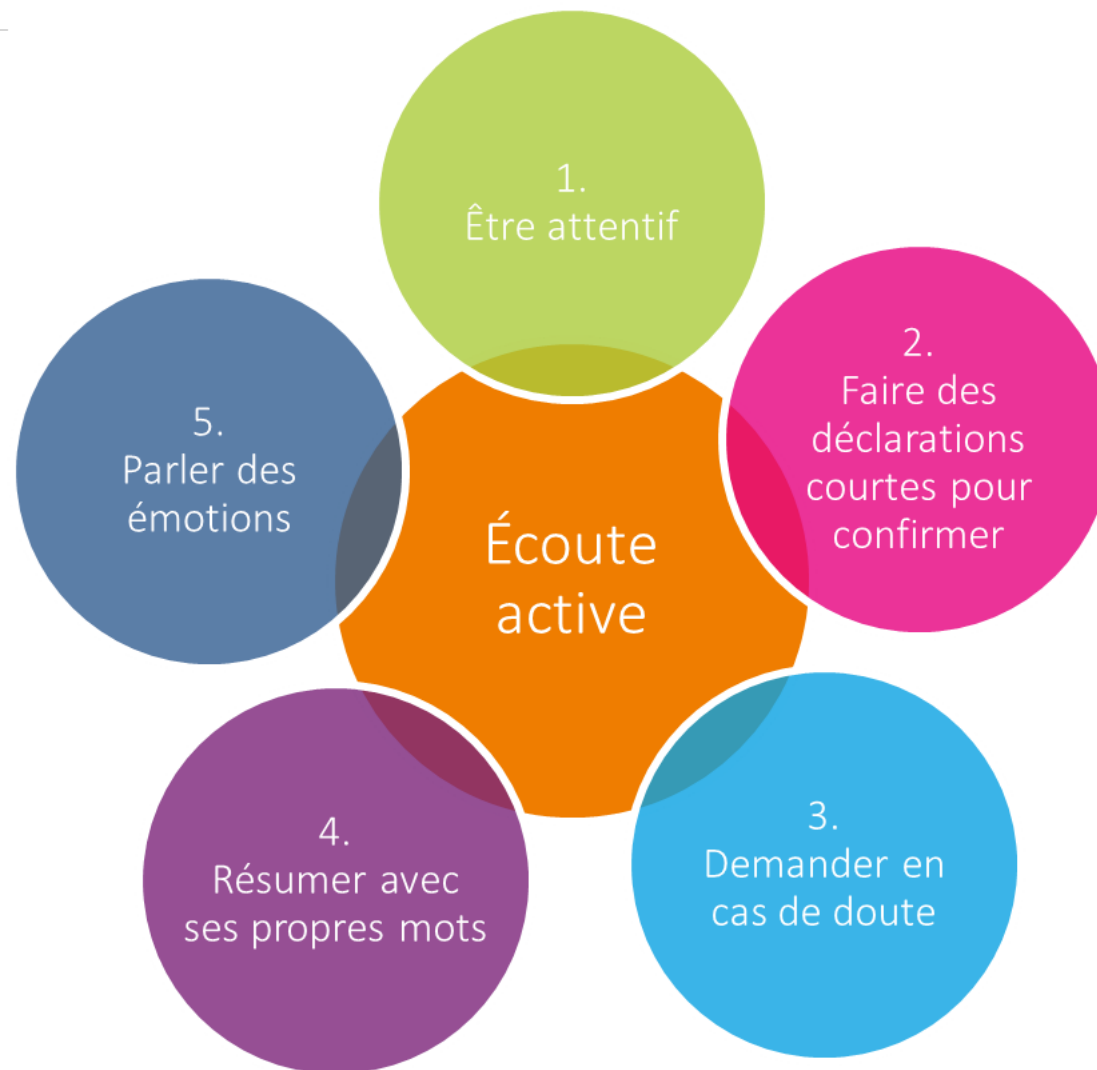 1.
Être attentif
2.
Faire des
déclarations
courtes pour
confirmer
3.
Demander en
cas de doute
4.
Résumer avec
ses propres mots
5.
Parler des
émotions
Écoute
active